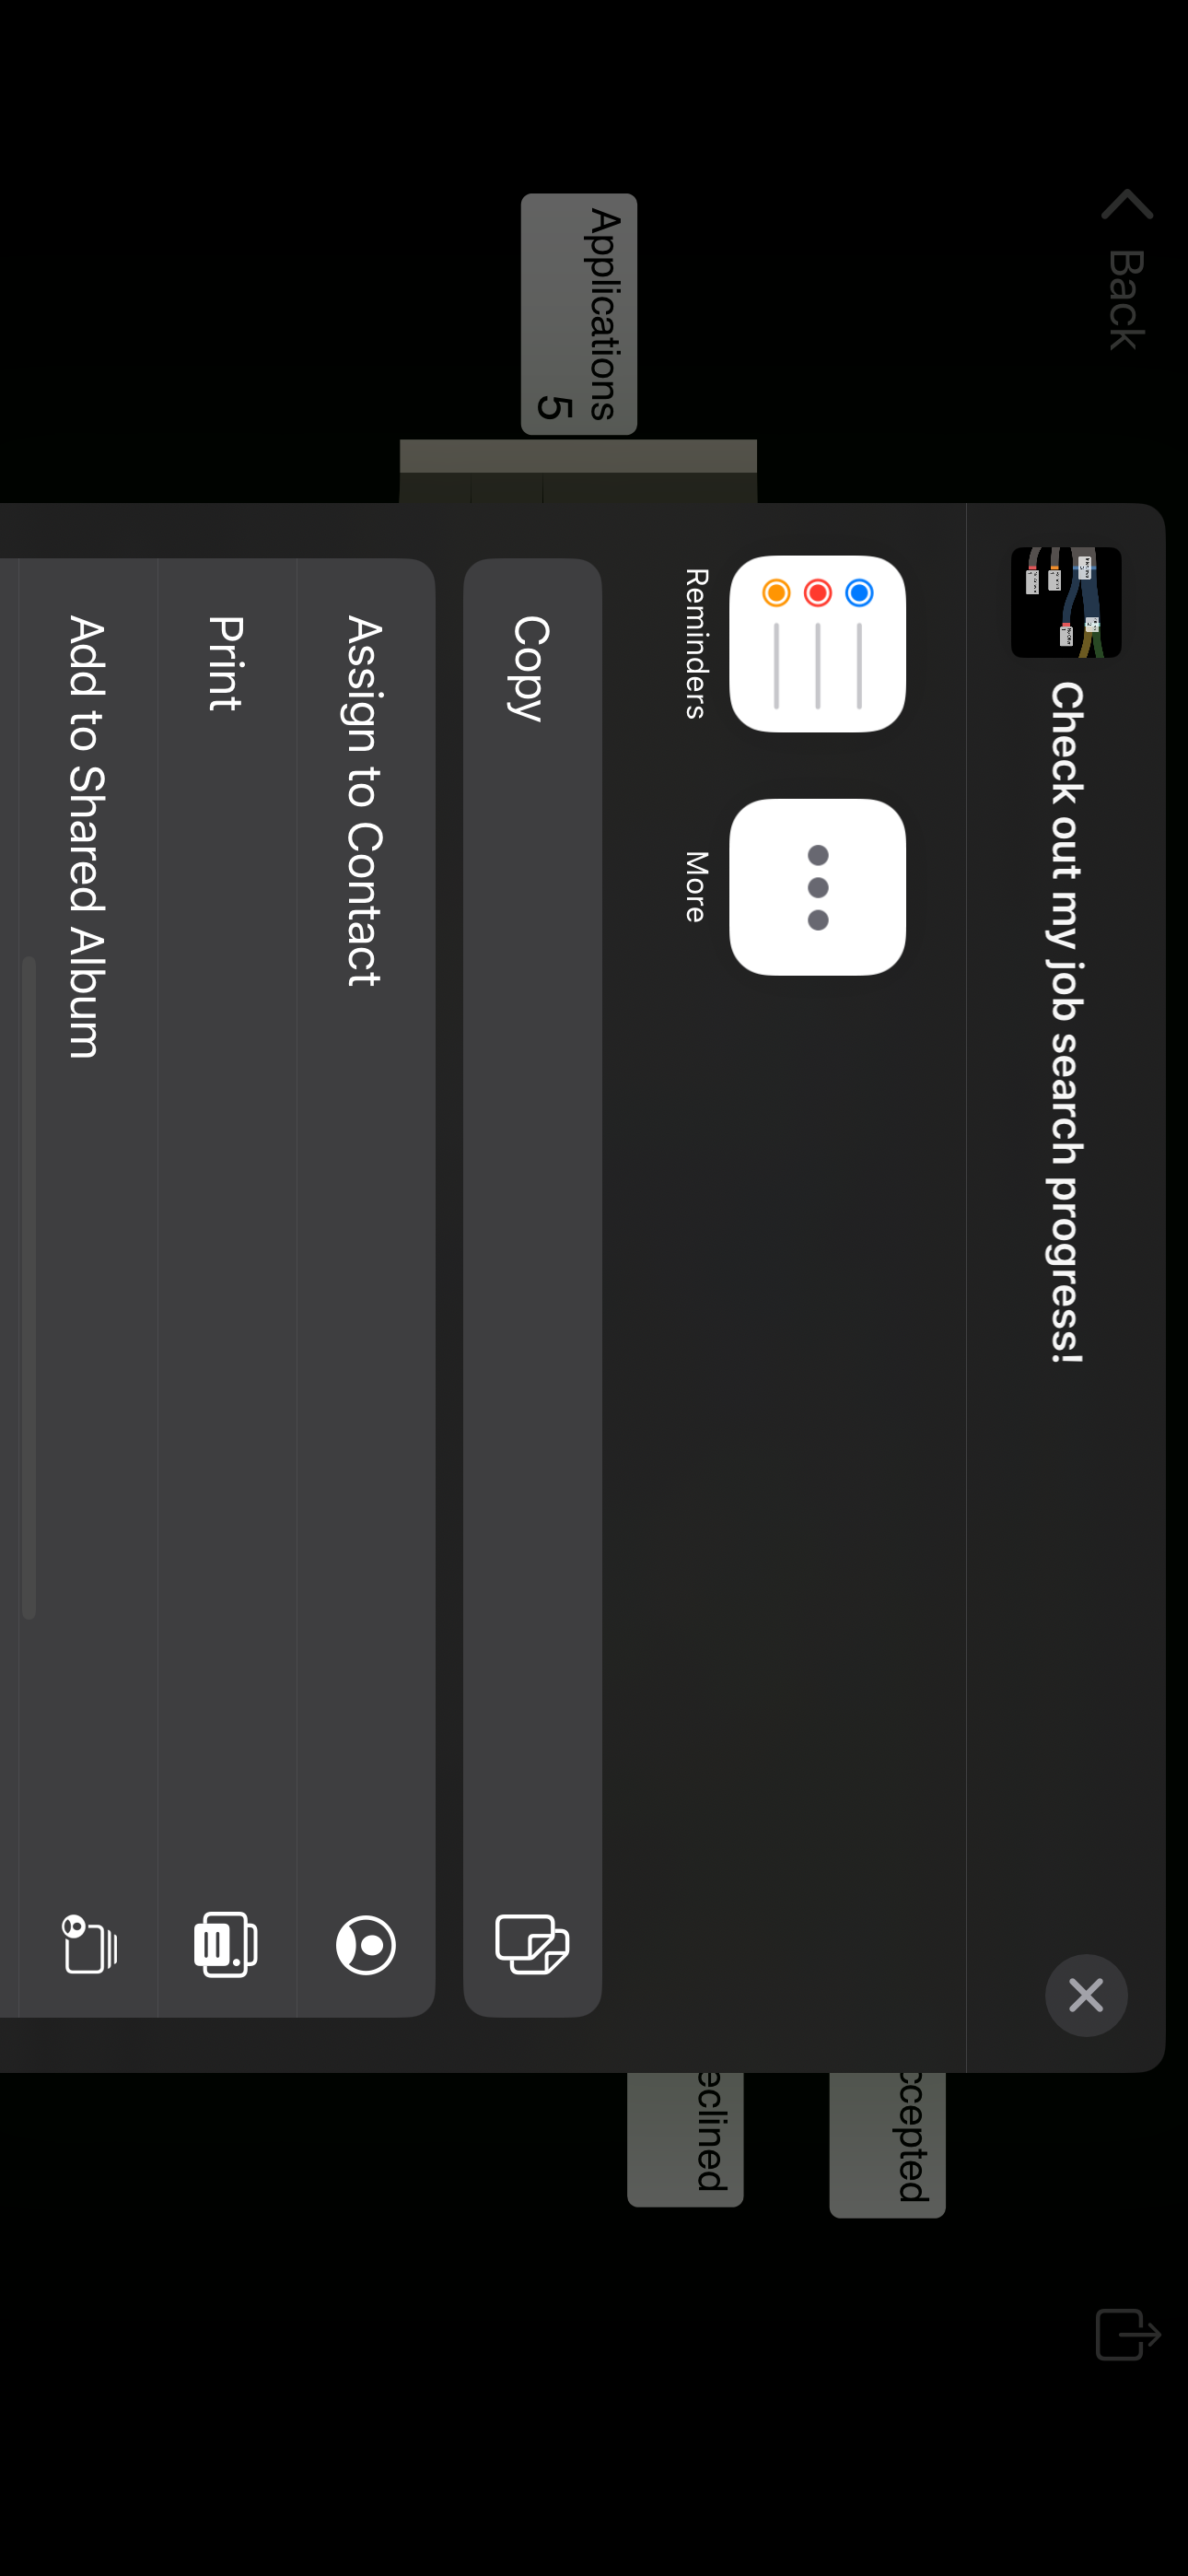 Back
Check out my job search progress!
Reminders
More
Applications
5
Copy
Assign to Contact
Print
Add to Shared Album
ccepted
eclined